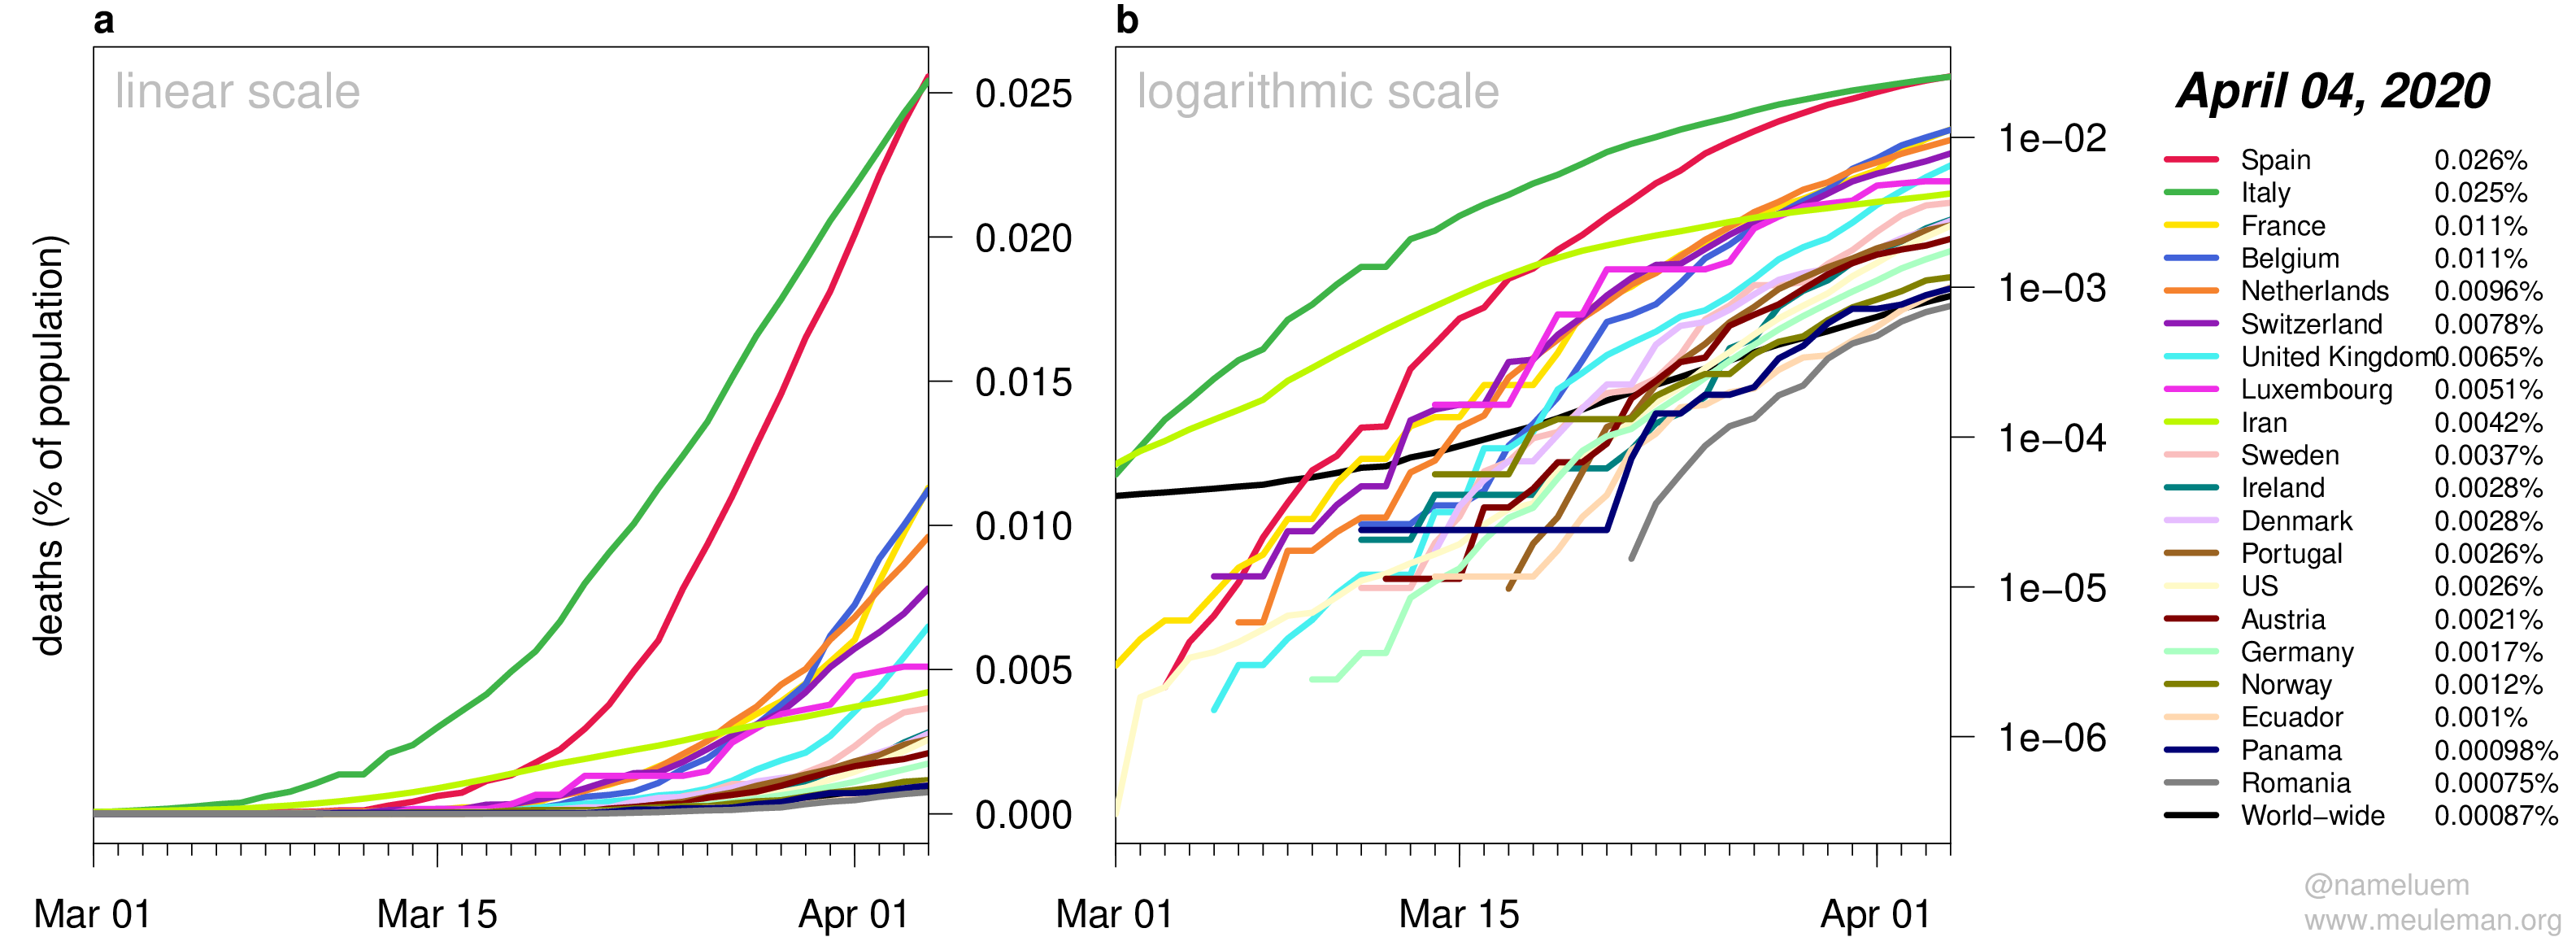 a
linear scale
deaths (% of population)
0.025
0.020
0.015
0.010
0.005
0.000
Mar 01
Mar 15
Apr 01
b
logarithmic scale
1e−02
1e−03
1e−04
1e−05
1e−06
Mar 01
Mar 15
Apr 01
April 04, 2020
Spain 0.026%
Italy 0.025%
France 0.011%
Belgium 0.011%
Netherlands 0.0096%
Switzerland 0.0078%
United Kingdom 0.0065%
Luxembourg 0.0051%
Iran 0.0042%
Sweden 0.0037%
Ireland 0.0028%
Denmark 0.0028%
Portugal 0.0026%
US 0.0026%
Austria 0.0021%
Germany 0.0017%
Norway 0.0012%
Ecuador 0.001%
Panama 0.00098%
Romania 0.00075%
World−wide 0.00087%
@nameluem
www.meuleman.org